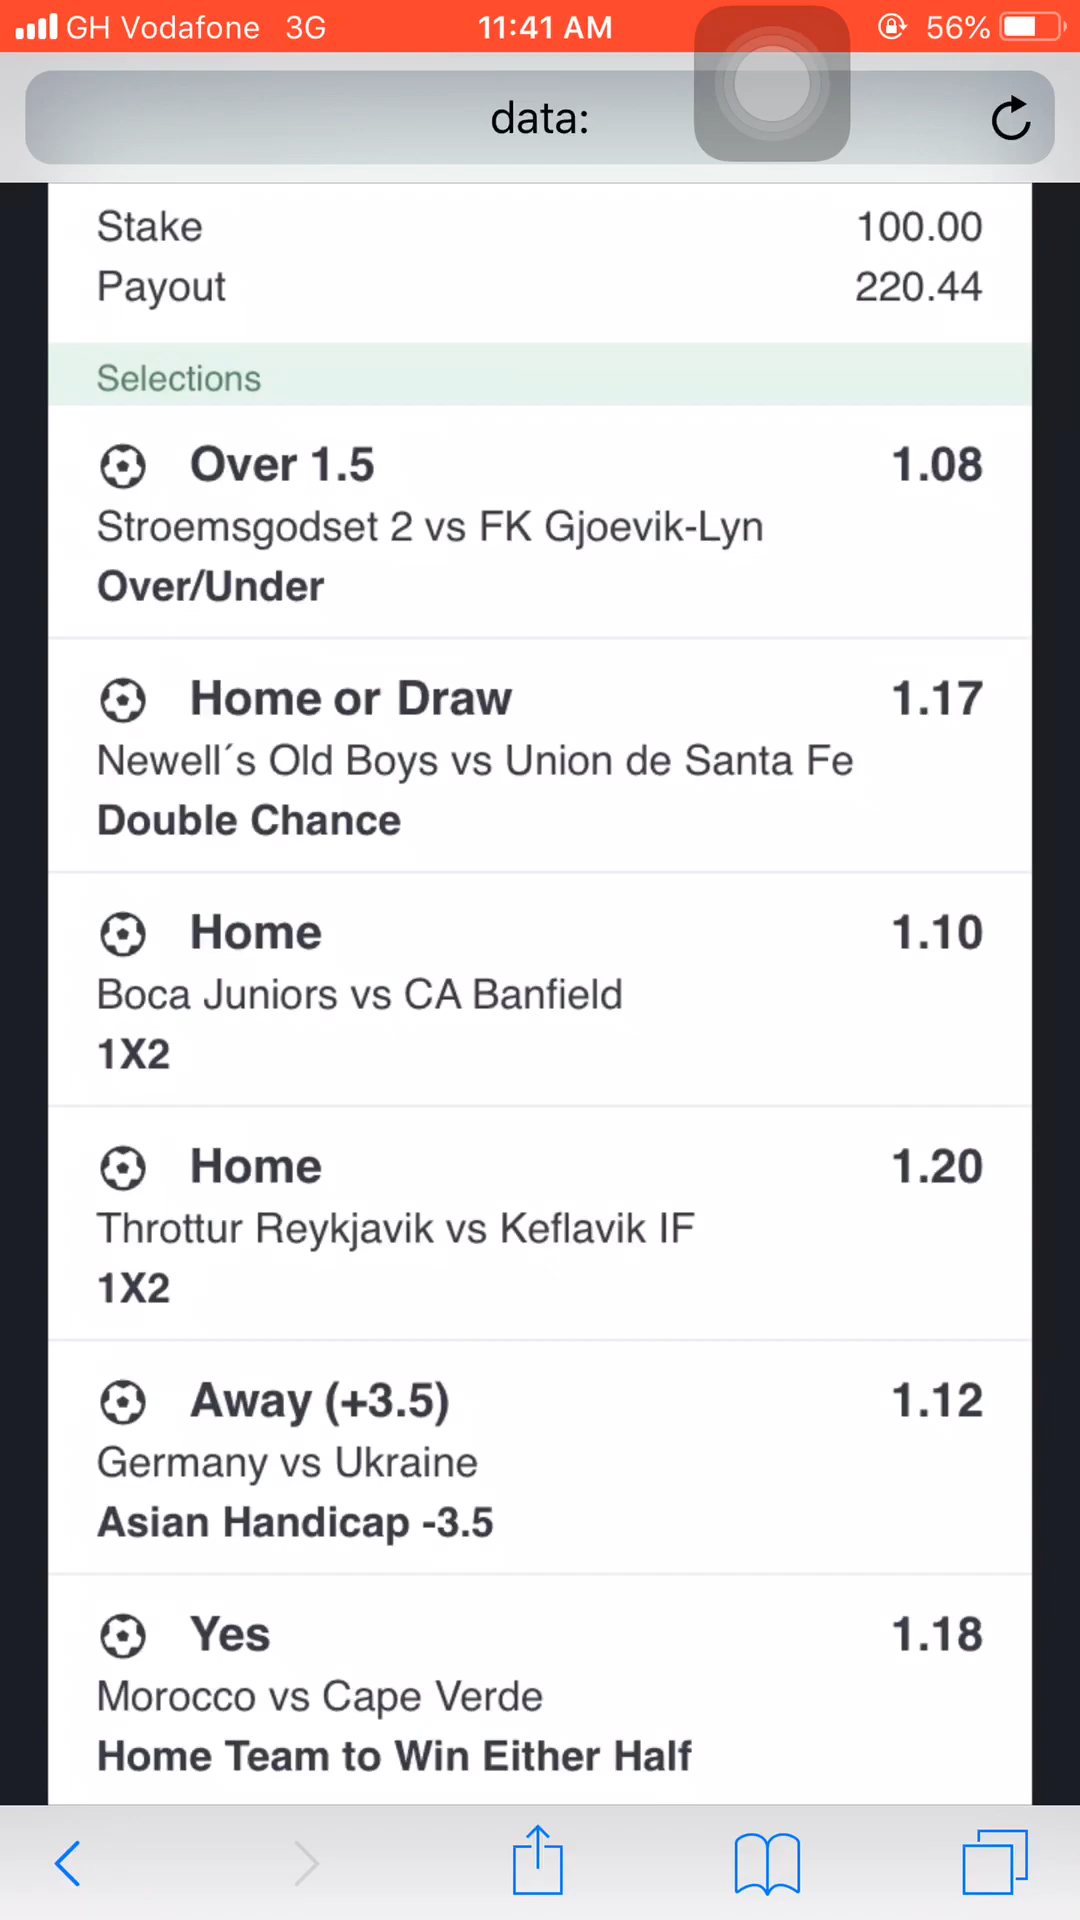 GH Vodafone 3G 11:41 AM 56%
data:
Stake 100.00
Payout 220.44
Selections
Over 1.5 1.08
Stroemsgodset 2 vs FK Gjoevik-Lyn
Over/Under
Home or Draw 1.17
Newell´s Old Boys vs Union de Santa Fe
Double Chance
Home 1.10
Boca Juniors vs CA Banfield
1X2
Home 1.20
Throttur Reykjavik vs Keflavik IF
1X2
Away (+3.5) 1.12
Germany vs Ukraine
Asian Handicap -3.5
Yes 1.18
Morocco vs Cape Verde
Home Team to Win Either Half